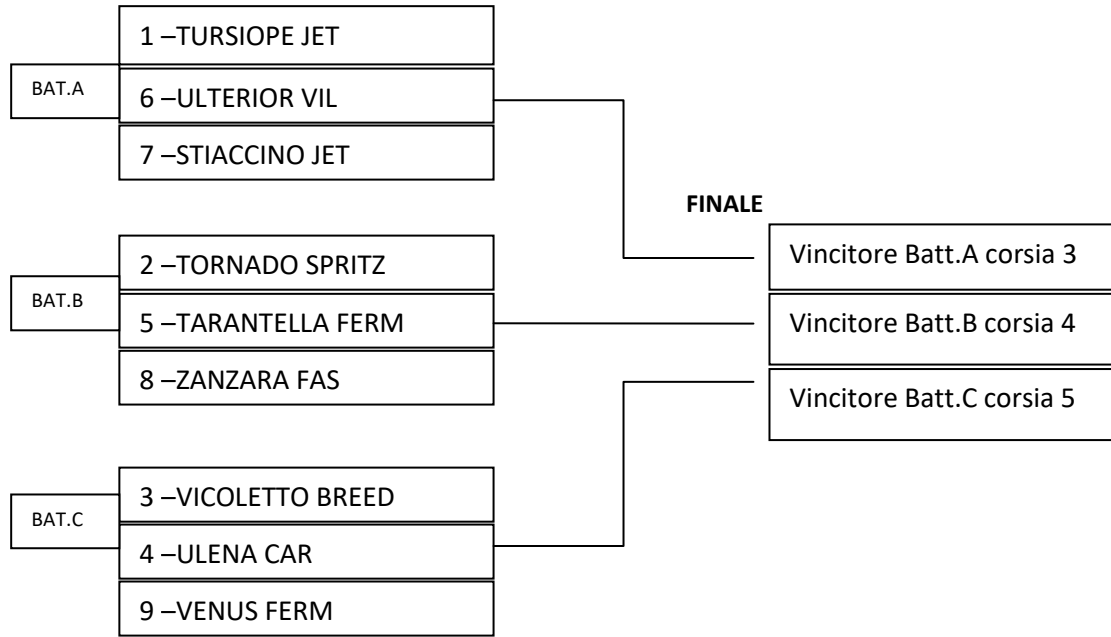 1 –TURSIOPE JET
BAT.A
6 –ULTERIOR VIL
7 –STIACCINO JET
FINALE
2 –TORNADO SPRITZ
BAT.B
5 –TARANTELLA FERM
8 –ZANZARA FAS
Vincitore Batt.A corsia 3
Vincitore Batt.B corsia 4
Vincitore Batt.C corsia 5
3 –VICOLETTO BREED
BAT.C
4 –ULENA CAR
9 –VENUS FERM